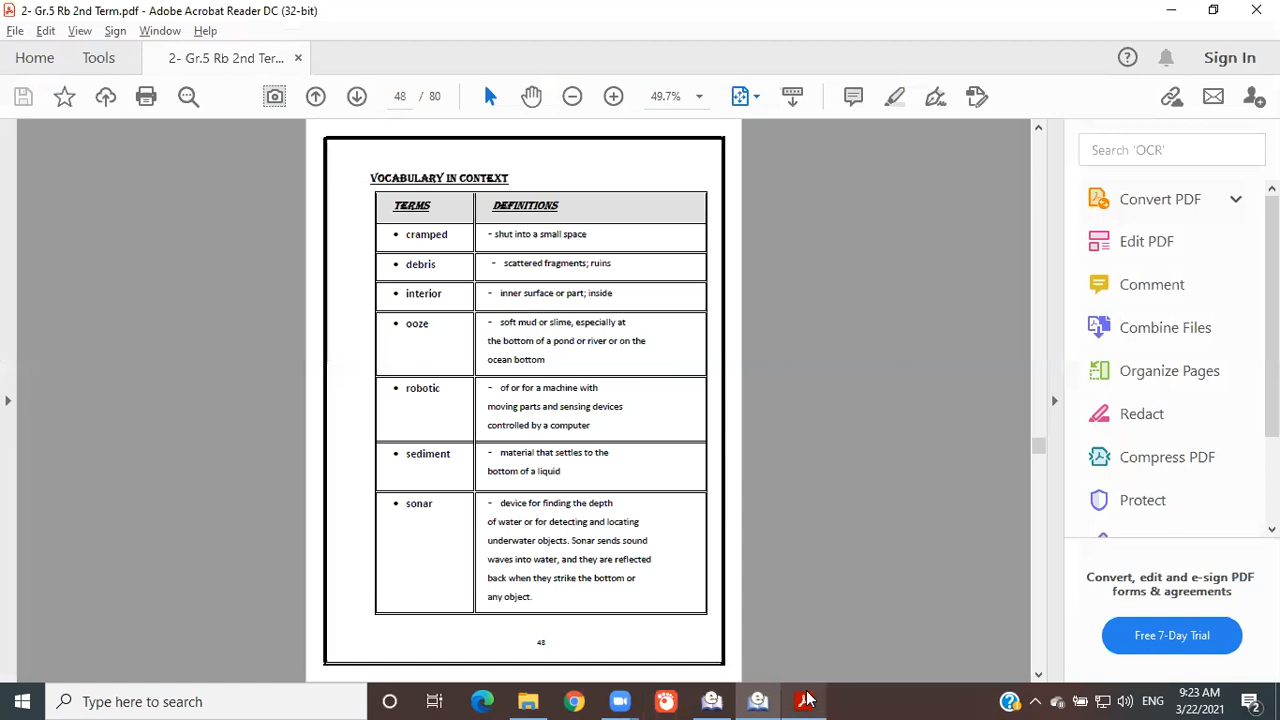 2- Gr.5 Rb 2nd Term.pdf - Adobe Acrobat Reader DC (32-bit)
File Edit View Sign Window Help
Home Tools 2- Gr.5 Rb 2nd Ter... Sign In
48 / 80 49.7%
VOCABULARY IN CONTEXT
TERMS DEFINITIONS
• cramped - shut into a small space
• debris - scattered fragments; ruins
• interior - inner surface or part; inside
• ooze - soft mud or slime, especially at
the bottom of a pond or river or on the
ocean bottom
• robotic - of or for a machine with
moving parts and sensing devices
controlled by a computer
• sediment - material that settles to the
bottom of a liquid
• sonar - device for finding the depth
of water or for detecting and locating
underwater objects. Sonar sends sound
waves into water, and they are reflected
back when they strike the bottom or
any object.
48
Search 'OCR'
Convert PDF
Edit PDF
Comment
Combine Files
Organize Pages
Redact
Compress PDF
Protect
Convert, edit and e-sign PDF
forms & agreements
Free 7-Day Trial
Type here to search
ENG
9:23 AM
3/22/2021
2